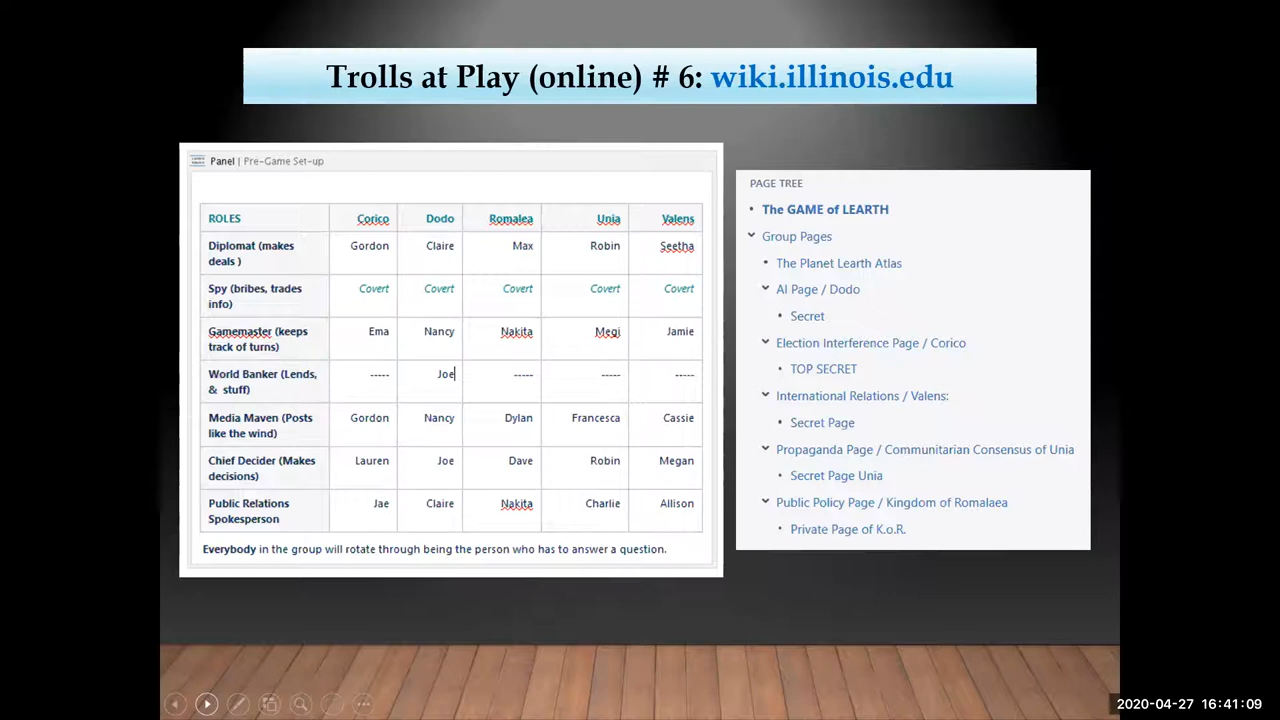 Trolls at Play (online) # 6: wiki.illinois.edu
Panel | Pre-Game Set-up
ROLES Corico Dodo Romalea Unia Valens
Diplomat (makes deals ) Gordon Claire Max Robin Seetha
Spy (bribes, trades info) Covert Covert Covert Covert Covert
Gamemaster (keeps track of turns) Ema Nancy Nakita Megi Jamie
World Banker (Lends, & stuff) ----- Joe ----- ----- -----
Media Maven (Posts like the wind) Gordon Nancy Dylan Francesca Cassie
Chief Decider (Makes decisions) Lauren Joe Dave Robin Megan
Public Relations Spokesperson Jae Claire Nakita Charlie Allison
Everybody in the group will rotate through being the person who has to answer a question.
PAGE TREE
The GAME of LEARTH
Group Pages
The Planet Learth Atlas
AI Page / Dodo
Secret
Election Interference Page / Corico
TOP SECRET
International Relations / Valens:
Secret Page
Propaganda Page / Communitarian Consensus of Unia
Secret Page Unia
Public Policy Page / Kingdom of Romalaea
Private Page of K.o.R.
2020-04-27 16:41:09